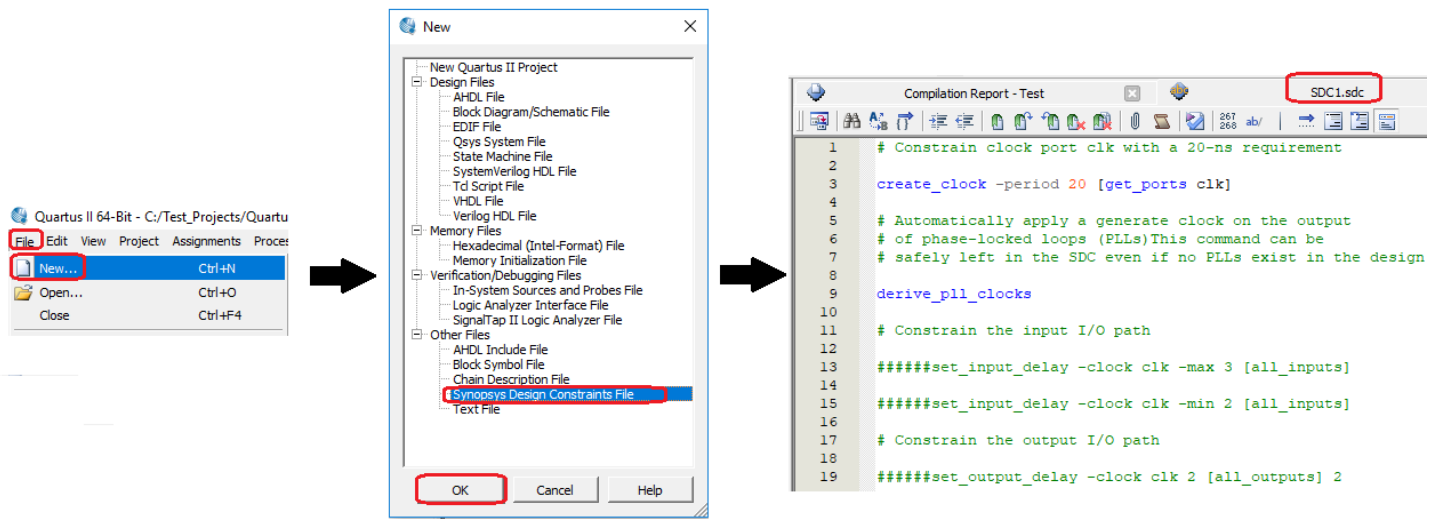 Quartus II 64-Bit - C:/Test_Projects/Quartu
File Edit View Project Assignments Proces
New... Ctrl+N
Open... Ctrl+O
Close Ctrl+F4
New
New Quartus II Project
Design Files
AHDL File
Block Diagram/Schematic File
EDIF File
Qsys System File
State Machine File
SystemVerilog HDL File
Tcl Script File
VHDL File
Verilog HDL File
Memory Files
Hexadecimal (Intel-Format) File
Memory Initialization File
Verification/Debugging Files
In-System Sources and Probes File
Logic Analyzer Interface File
SignalTap II Logic Analyzer File
Other Files
AHDL Include File
Block Symbol File
Chain Description File
Synopsys Design Constraints File
Text File
OK Cancel Help
Compilation Report - Test SDC1.sdc
267
268 ab/
1 # Constrain clock port clk with a 20-ns requirement
2
3 create_clock -period 20 [get_ports clk]
4
5 # Automatically apply a generate clock on the output
6 # of phase-locked loops (PLLs)This command can be
7 # safely left in the SDC even if no PLLs exist in the design
8
9 derive_pll_clocks
10
11 # Constrain the input I/O path
12
13 ######set_input_delay -clock clk -max 3 [all_inputs]
14
15 ######set_input_delay -clock clk -min 2 [all_inputs]
16
17 # Constrain the output I/O path
18
19 ######set_output_delay -clock clk 2 [all_outputs] 2